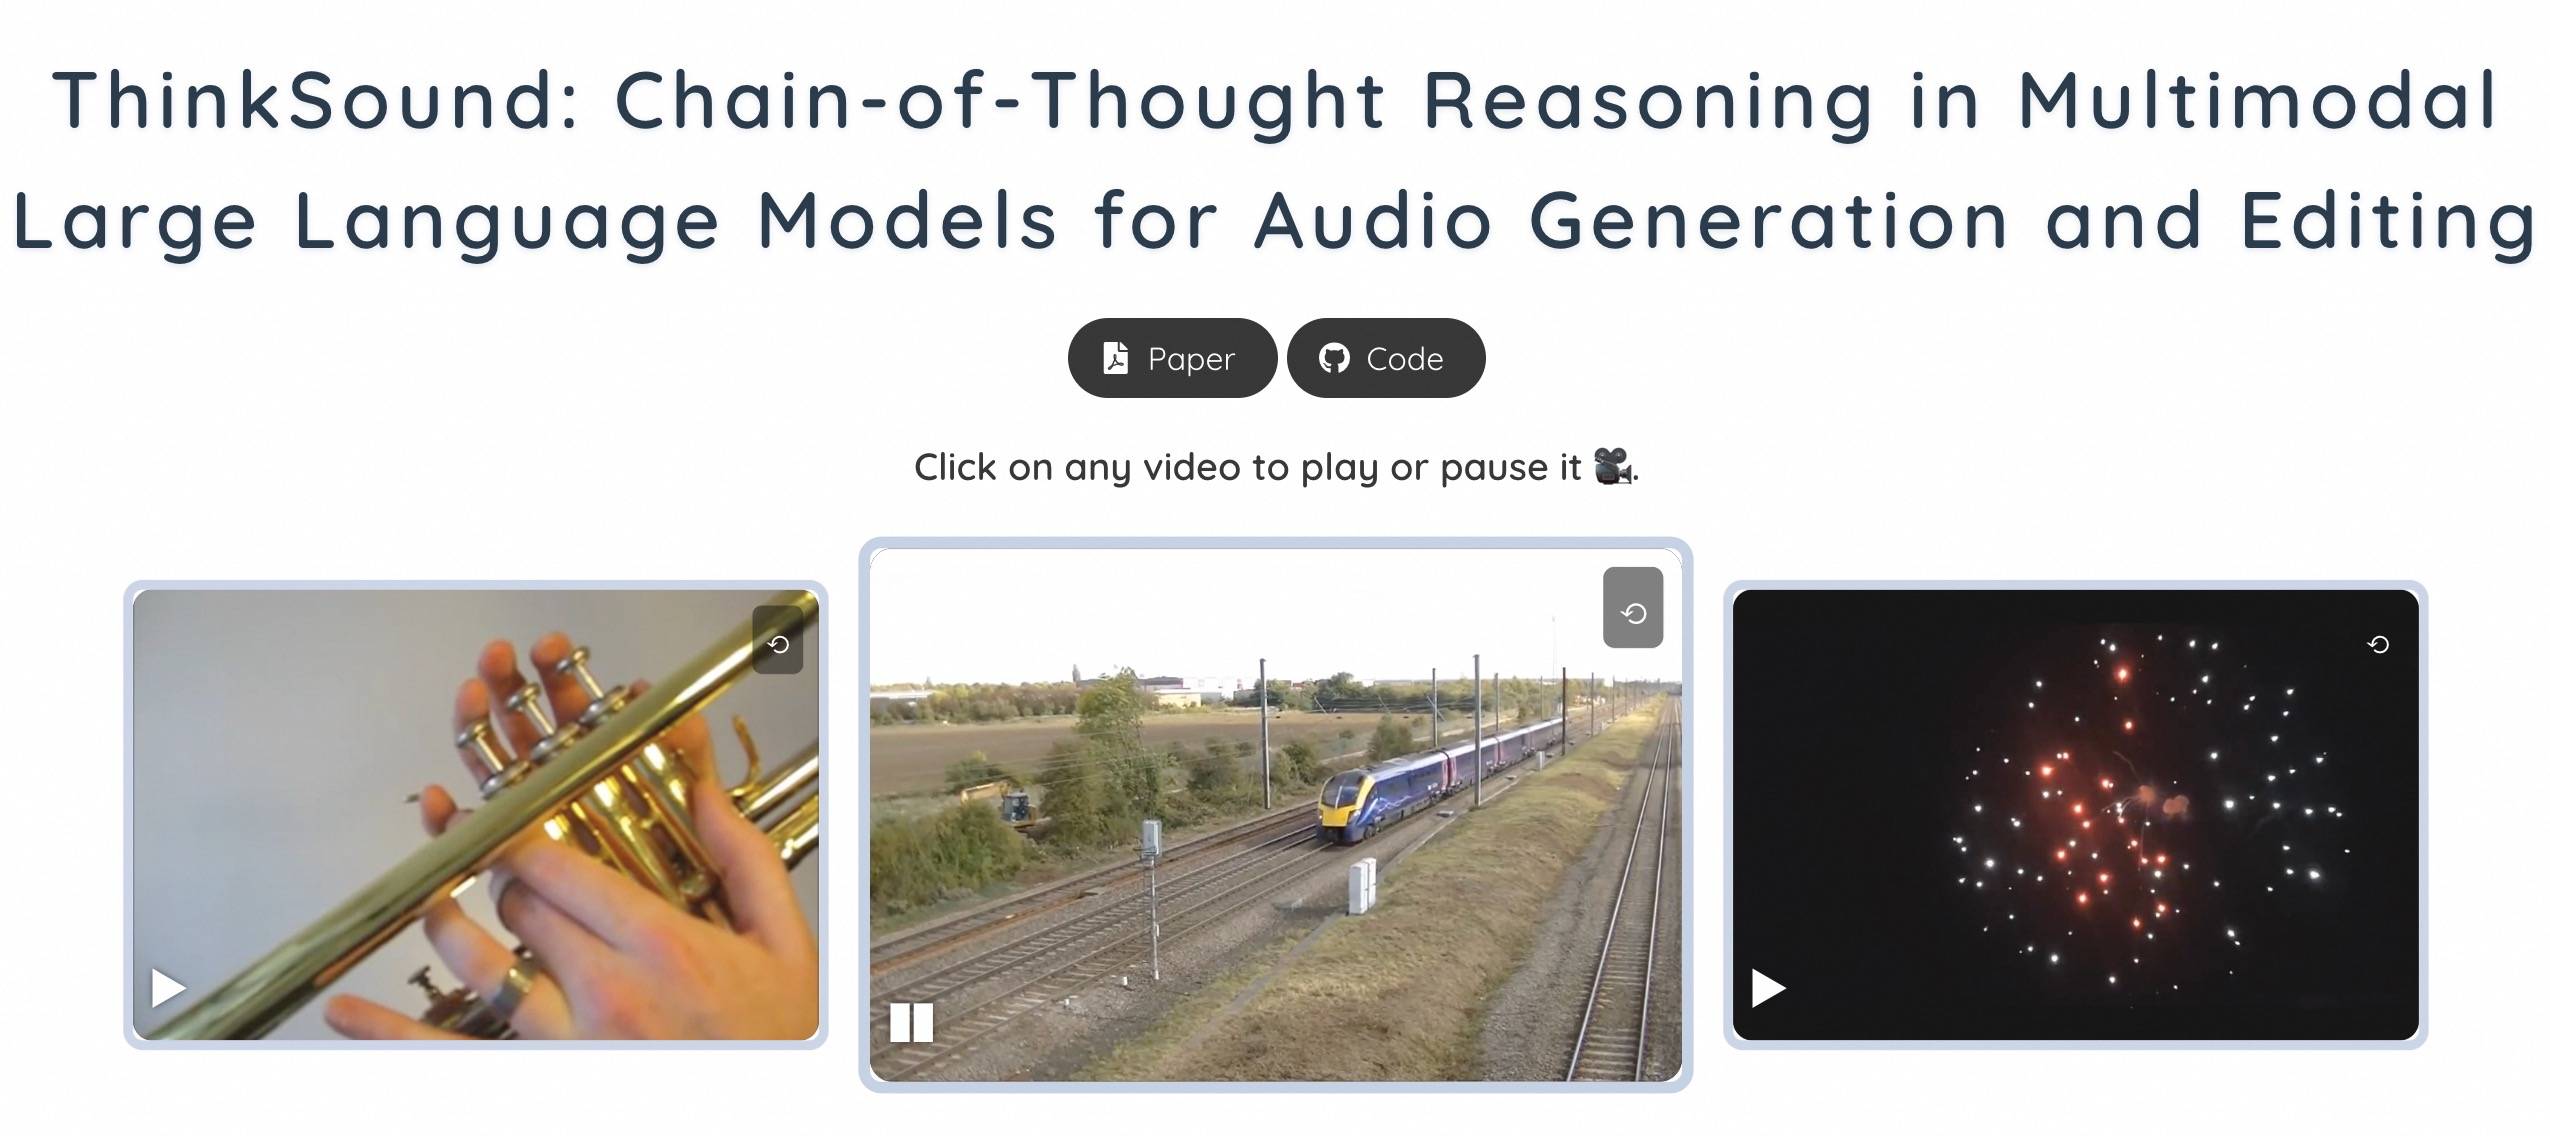 ThinkSound: Chain-of-Thought Reasoning in Multimodal
Large Language Models for Audio Generation and Editing
Paper
Code
Click on any video to play or pause it 🎥.